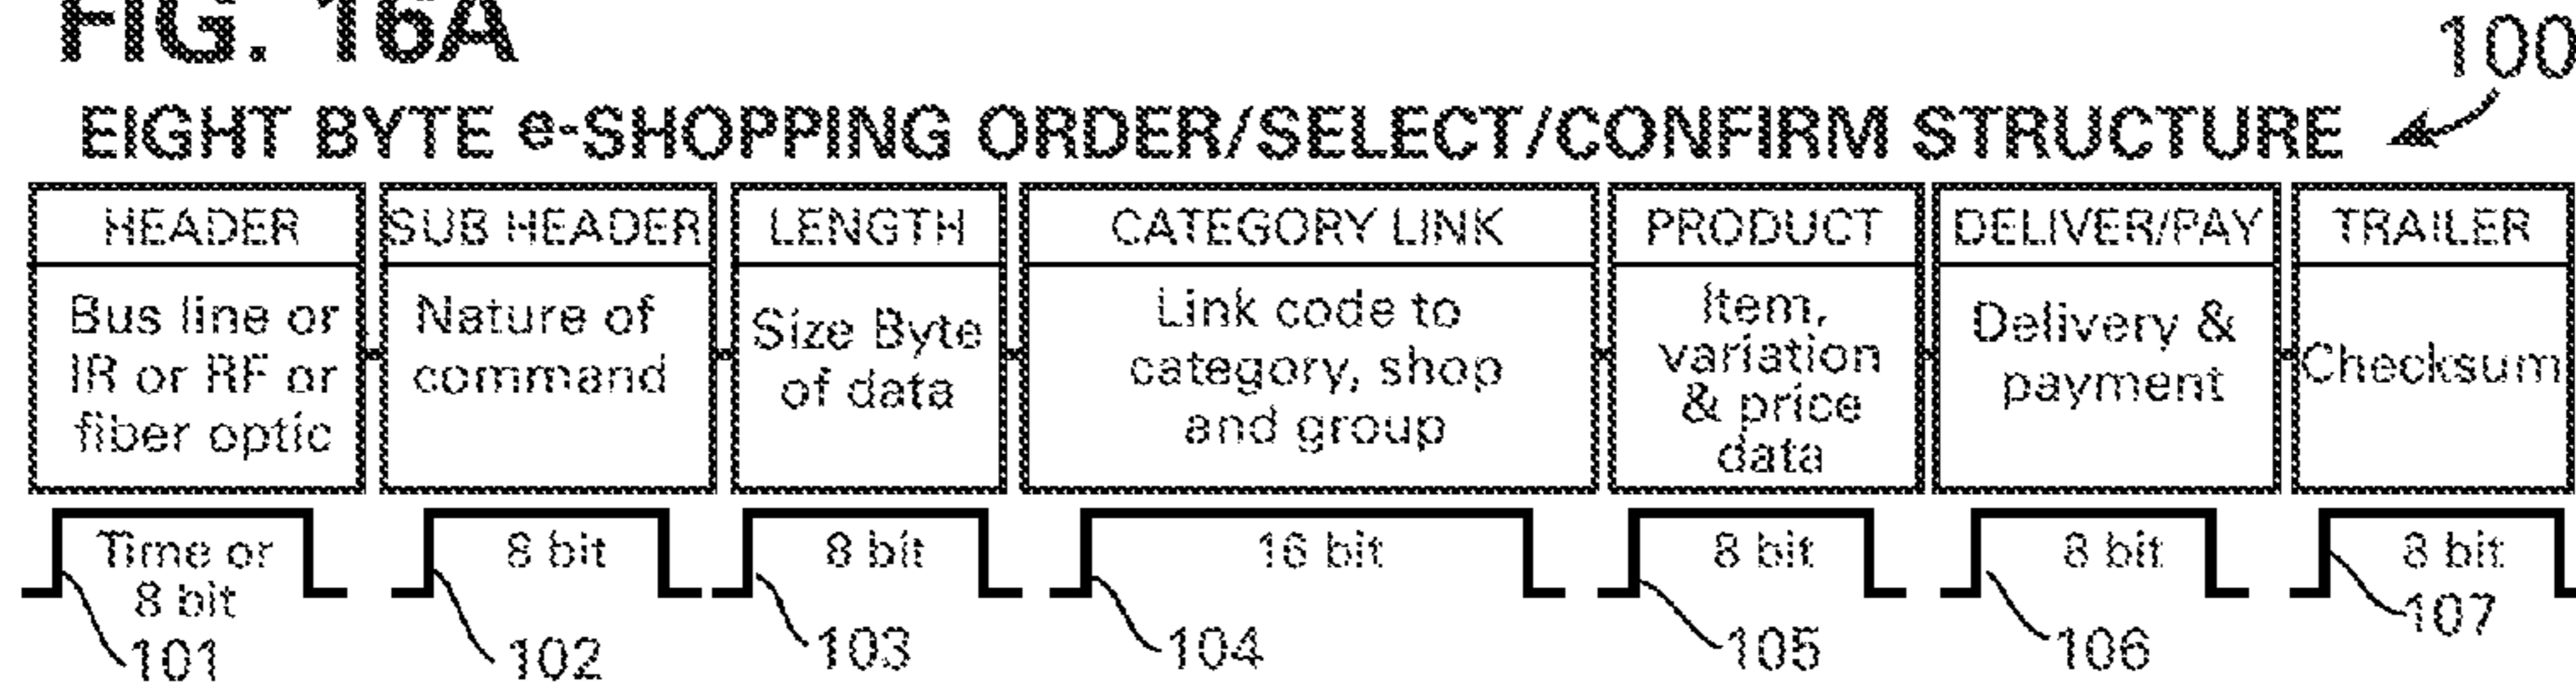 FIG. 16A
100
EIGHT BYTE e-SHOPPING ORDER/SELECT/CONFIRM STRUCTURE
HEADER
Bus line or
IR or RF or
fiber optic
SUB HEADER
Nature of
command
LENGTH
Size Byte
of data
CATEGORY LINK
Link code to
category, shop
and group
PRODUCT
Item,
variation
& price
data
DELIVER/PAY
Delivery &
payment
TRAILER
Checksum
Time or
8 bit
8 bit
8 bit
16 bit
8 bit
8 bit
8 bit
101
102
103
104
105
106
107